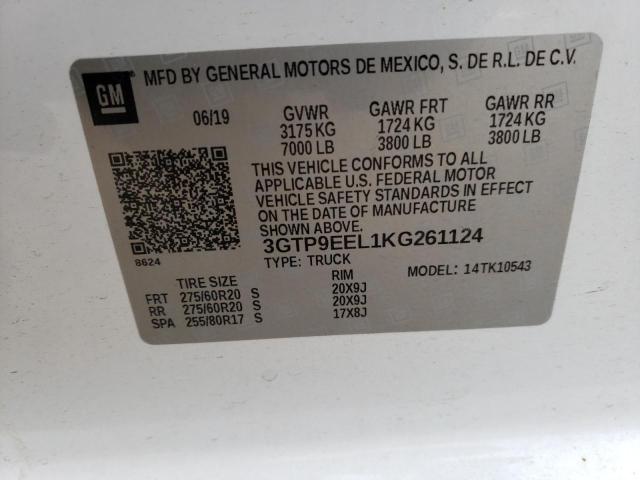 GM
MFD BY GENERAL MOTORS DE MEXICO, S. DE R.L. DE C.V.
06/19 GVWR GAWR FRT GAWR RR
3175 KG 1724 KG 1724 KG
7000 LB 3800 LB 3800 LB
THIS VEHICLE CONFORMS TO ALL
APPLICABLE U.S. FEDERAL MOTOR
VEHICLE SAFETY STANDARDS IN EFFECT
ON THE DATE OF MANUFACTURE
SHOWN ABOVE.
3GTP9EEL1KG261124
8624
TYPE: TRUCK MODEL: 14TK10543
TIRE SIZE RIM
FRT 275/60R20 S 20X9J
RR 275/60R20 S 20X9J
SPA 255/80R17 S 17X8J